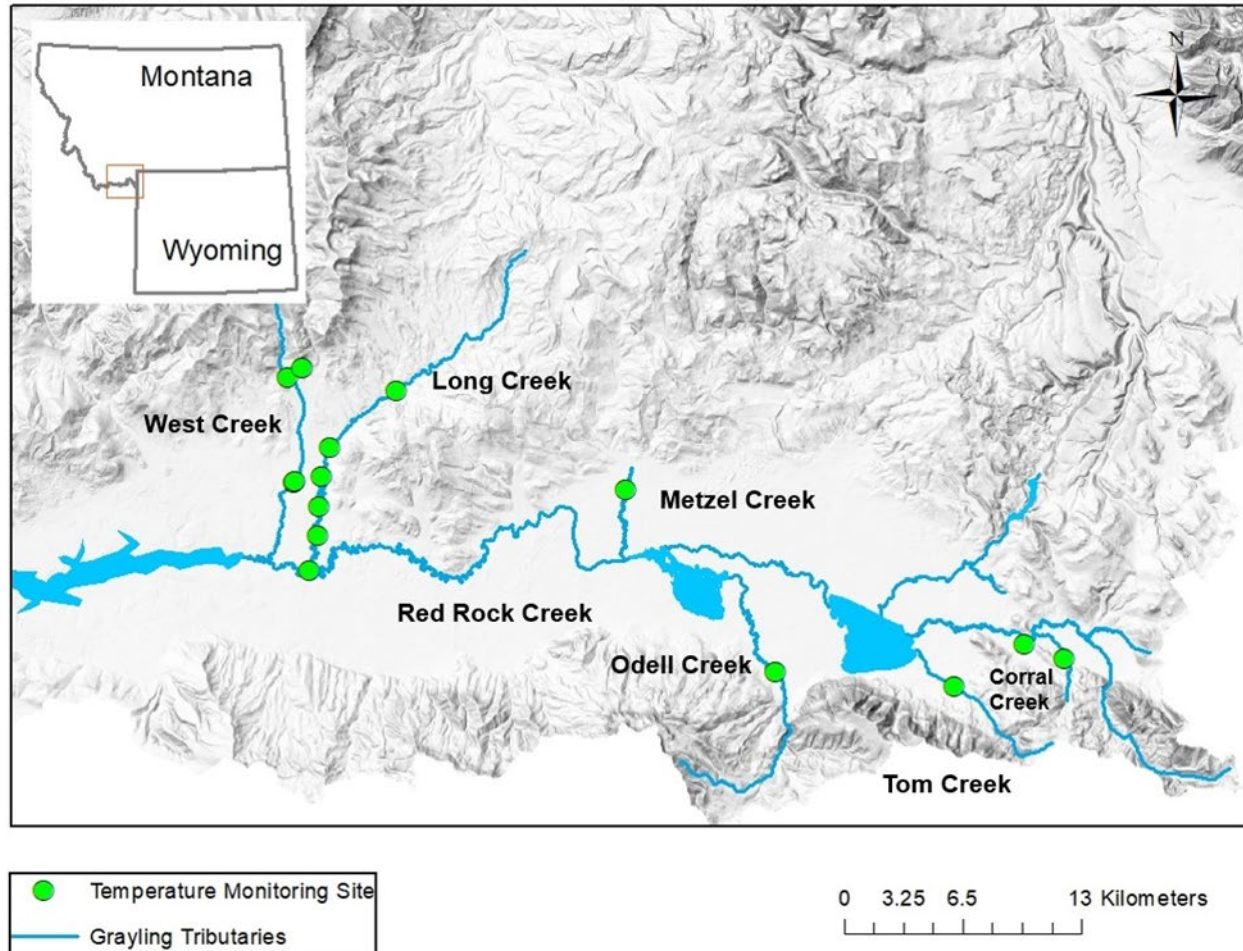 Montana
Wyoming
N
Long Creek
West Creek
Metzel Creek
Red Rock Creek
Odell Creek
Corral
Creek
Tom Creek
Temperature Monitoring Site
Grayling Tributaries
0 3.25 6.5 13 Kilometers